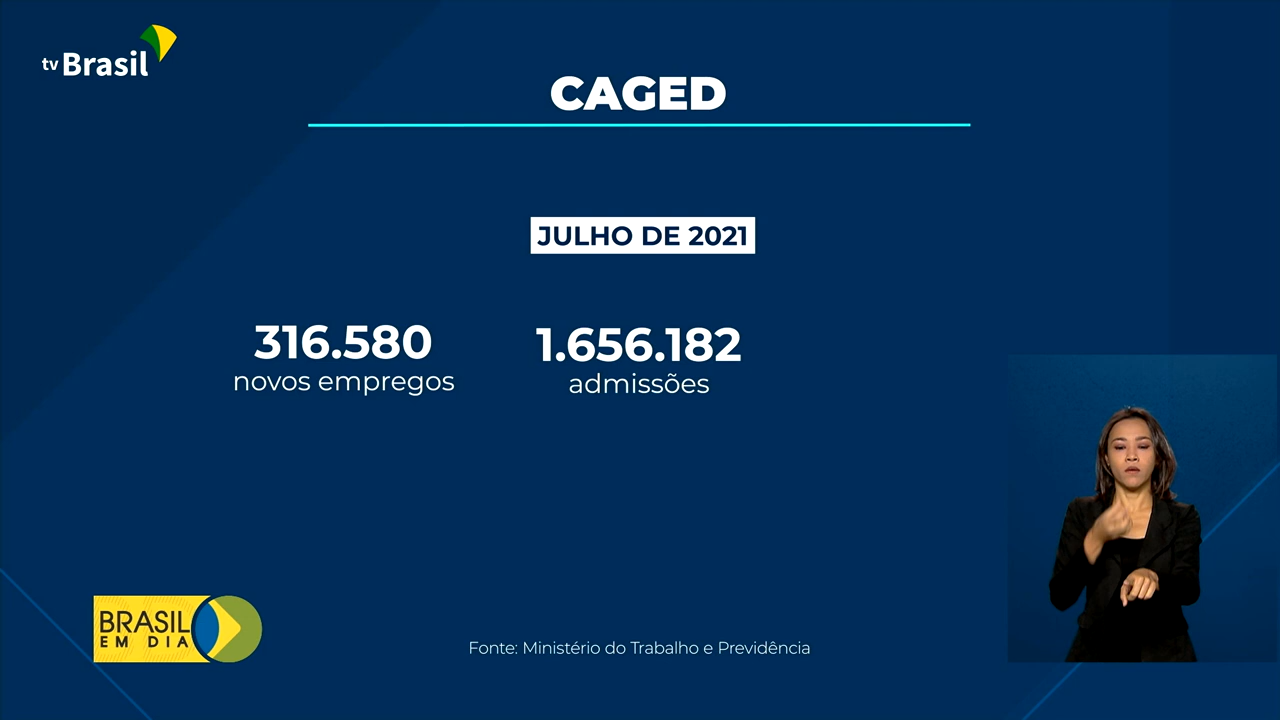 tv Brasil
CAGED
JULHO DE 2021
316.580
novos empregos
1.656.182
admissões
BRASIL
EM DIA
Fonte: Ministério do Trabalho e Previdência